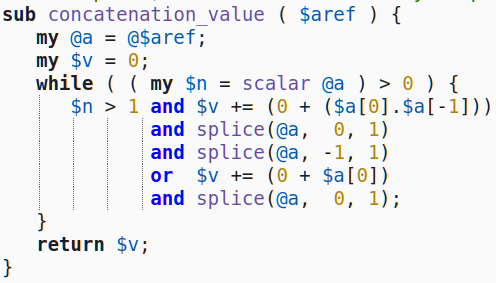 sub concatenation_value ( $aref ) {
   my @a = @$aref;
   my $v = 0;
   while ( ( my $n = scalar @a ) > 0 ) {
      $n > 1 and $v += (0 + ($a[0].$a[-1]))
             and splice(@a,  0, 1)
             and splice(@a, -1, 1)
             or  $v += (0 + $a[0])
             and splice(@a,  0, 1);
   }
   return $v;
}